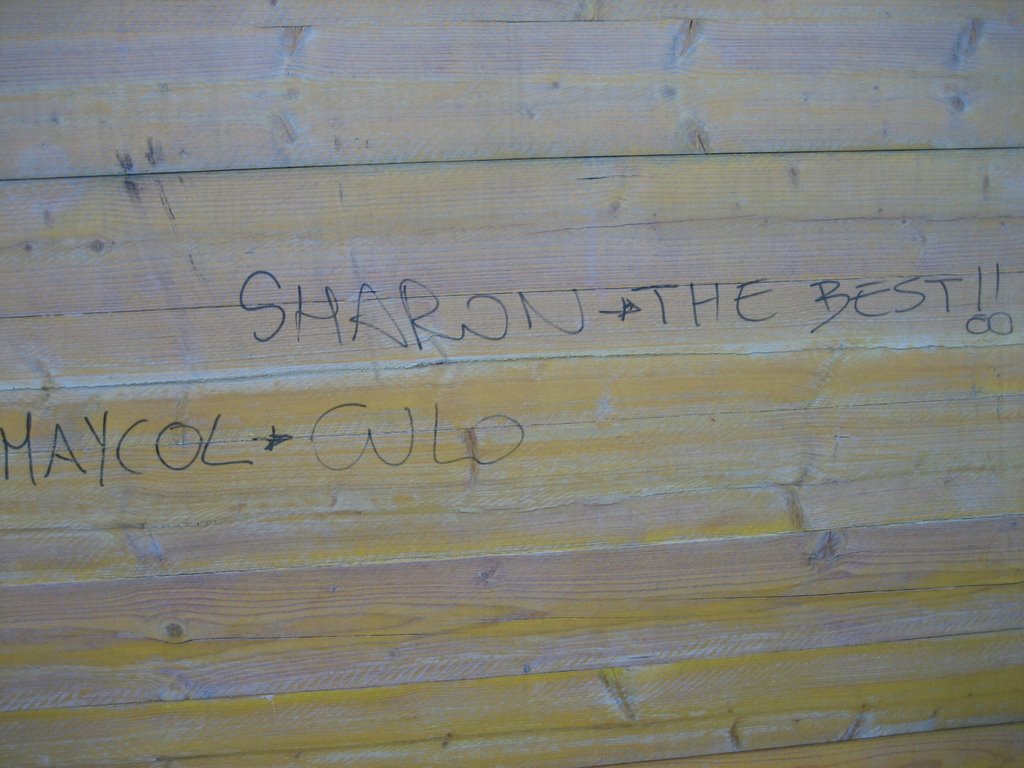 SHARON → THE BEST!!
MAYCOL → CULO